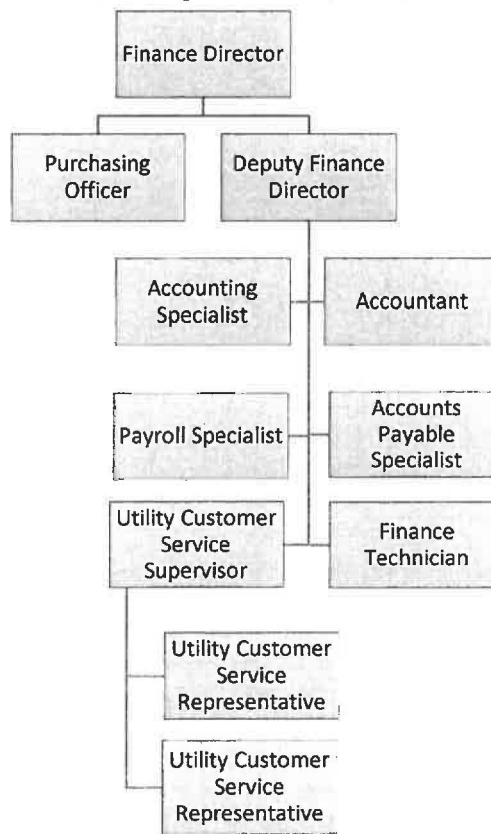 Finance Director
Purchasing
Officer
Deputy Finance
Director
Accounting
Specialist
Accountant
Payroll Specialist
Accounts
Payable
Specialist
Utility Customer
Service
Supervisor
Finance
Technician
Utility Customer
Service
Representative
Utility Customer
Service
Representative